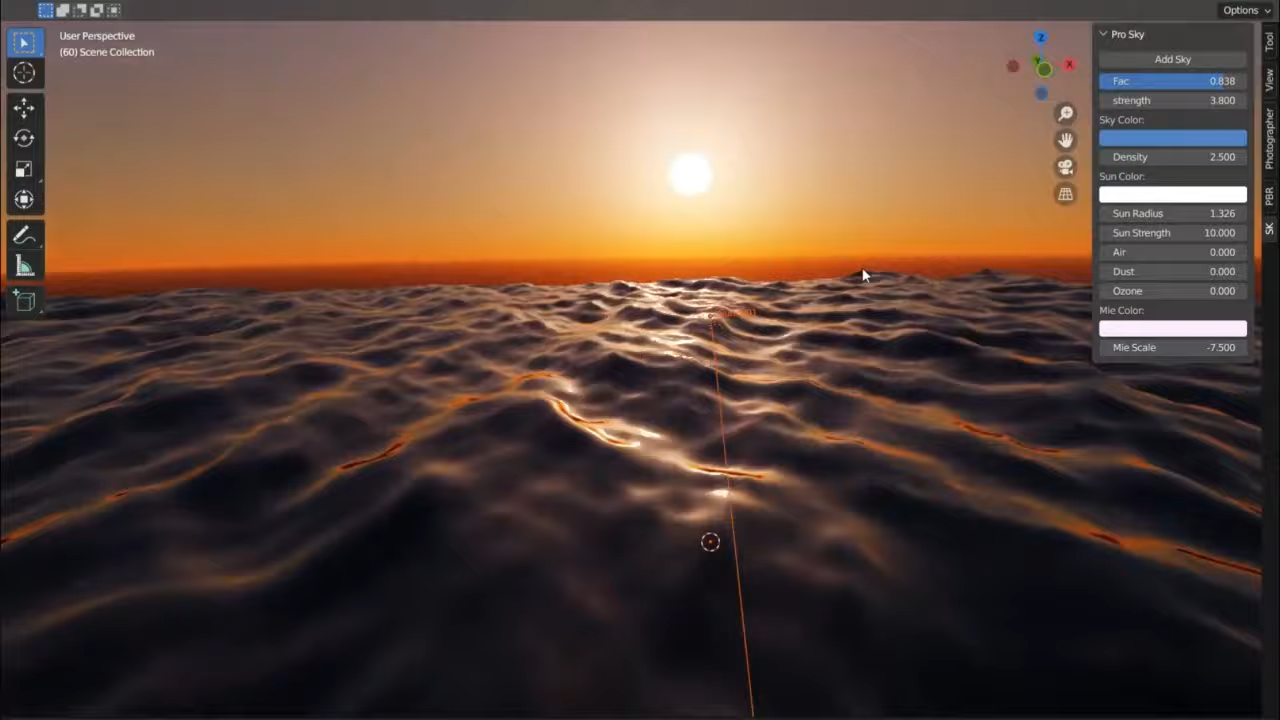 Options
User Perspective
(60) Scene Collection
Z
X
Pro Sky
Add Sky
Fac 0.838
strength 3.800
Sky Color:
Density 2.500
Sun Color:
Sun Radius 1.326
Sun Strength 10.000
Air 0.000
Dust 0.000
Ozone 0.000
Mie Color:
Mie Scale -7.500
Tool
View
Photographer
PBR
SK